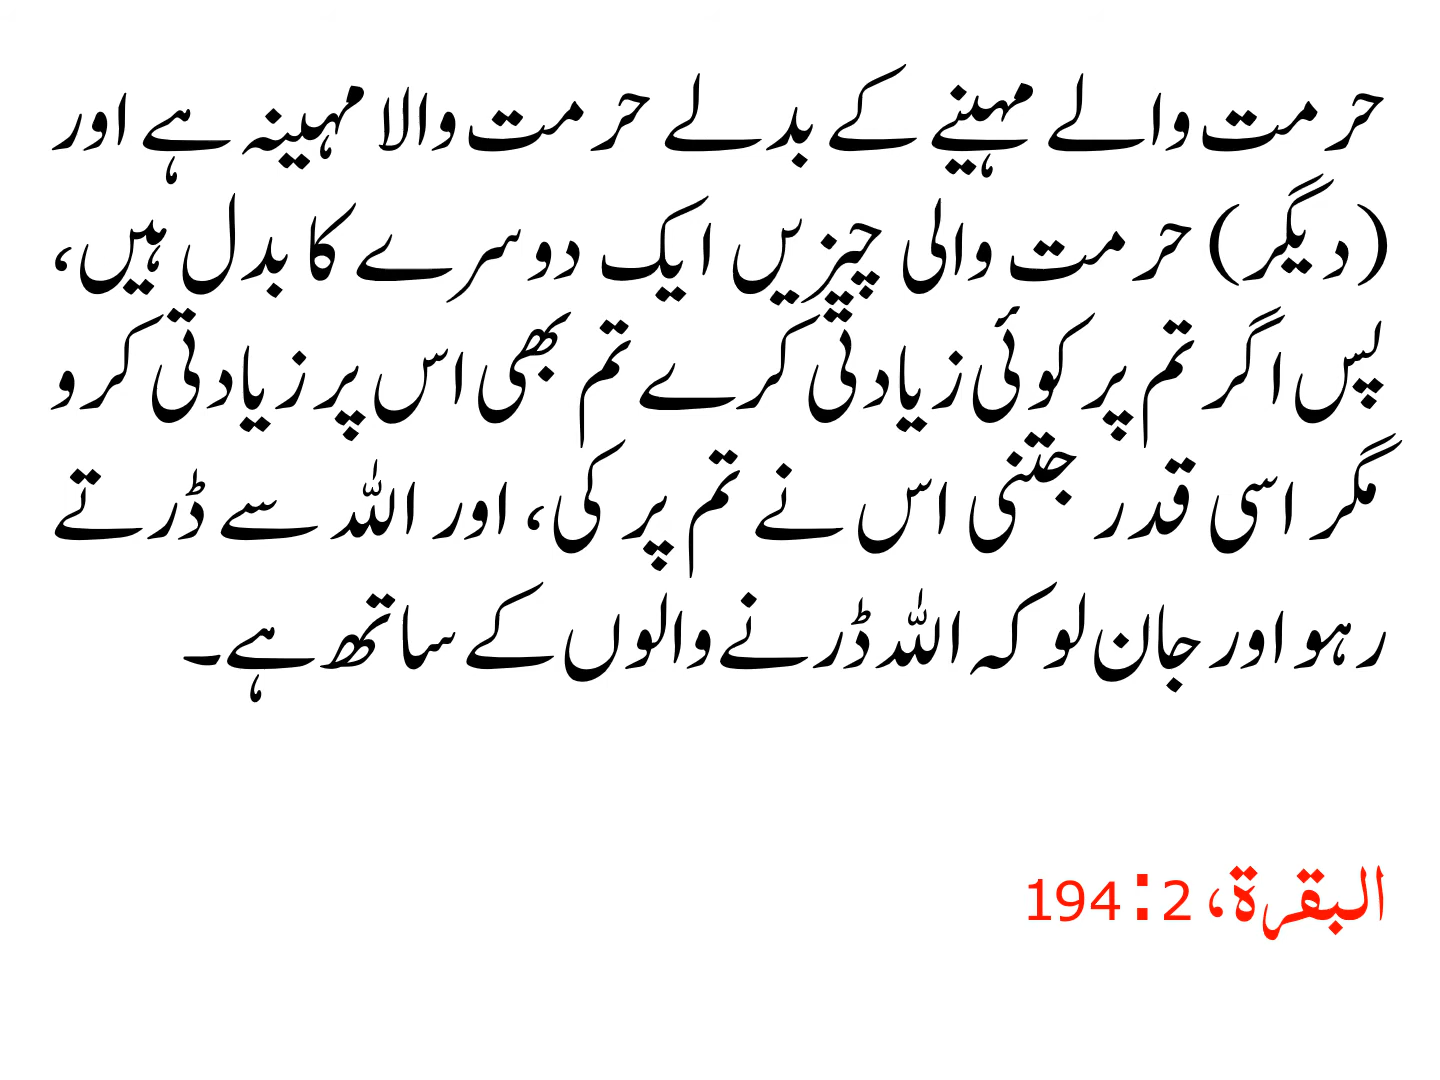 حرمت والے مہینے کے بدلے حرمت والا مہینہ ہے اور
(دیگر) حرمت والی چیزیں ایک دوسرے کا بدل ہیں،
پس اگر تم پر کوئی زیادتی کرے تم بھی اس پر زیادتی کرو
مگر اسی قدر جتنی اس نے تم پر کی، اور اللہ سے ڈرتے
رہو اور جان لو کہ اللہ ڈرنے والوں کے ساتھ ہے۔
البقرة، 2:194